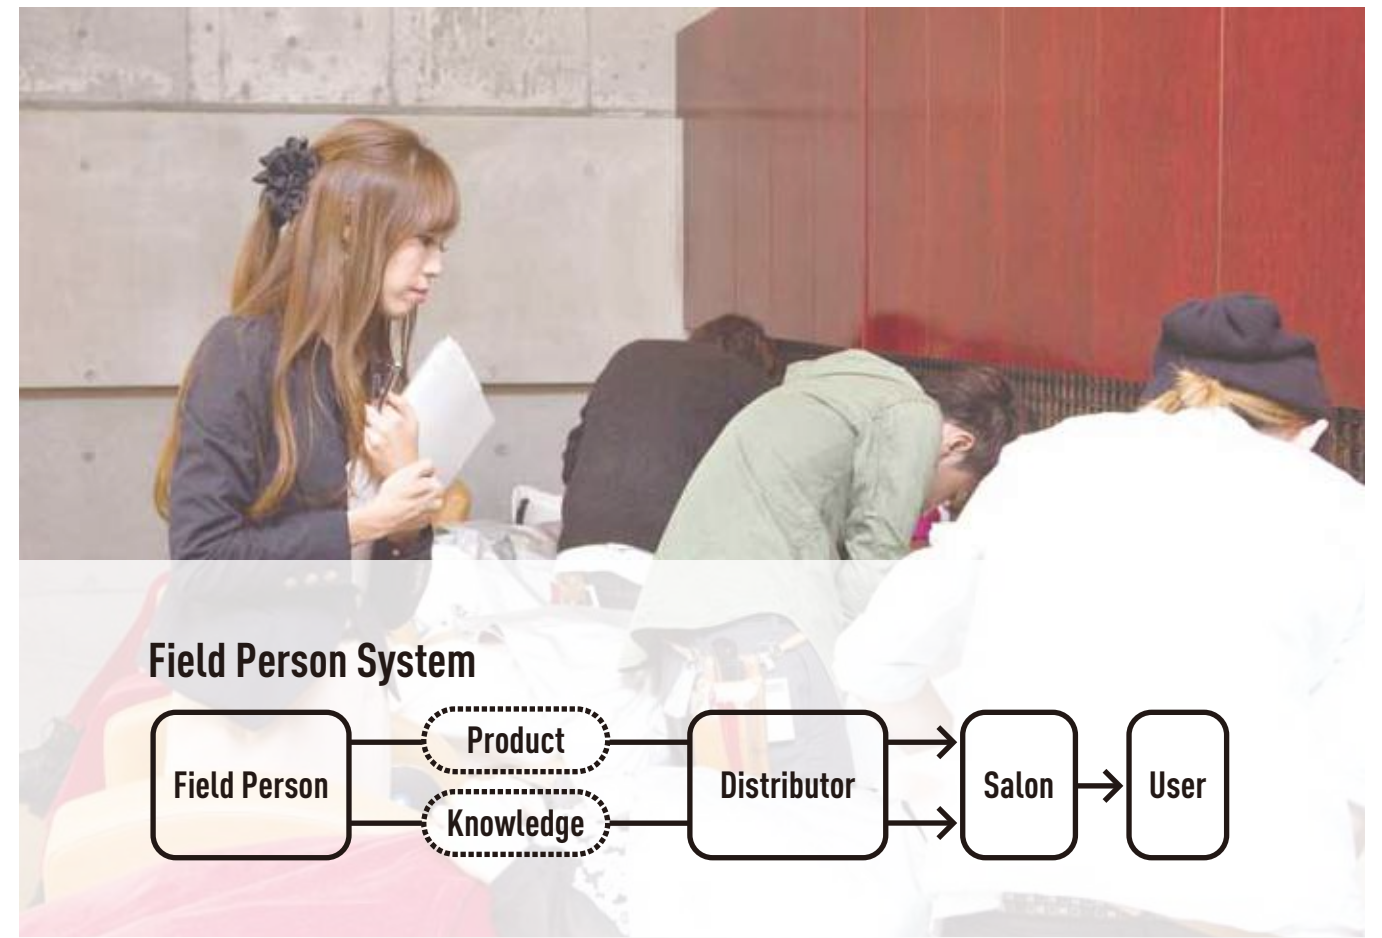 Field Person System
Field Person
Product
Knowledge
Distributor
Salon
User